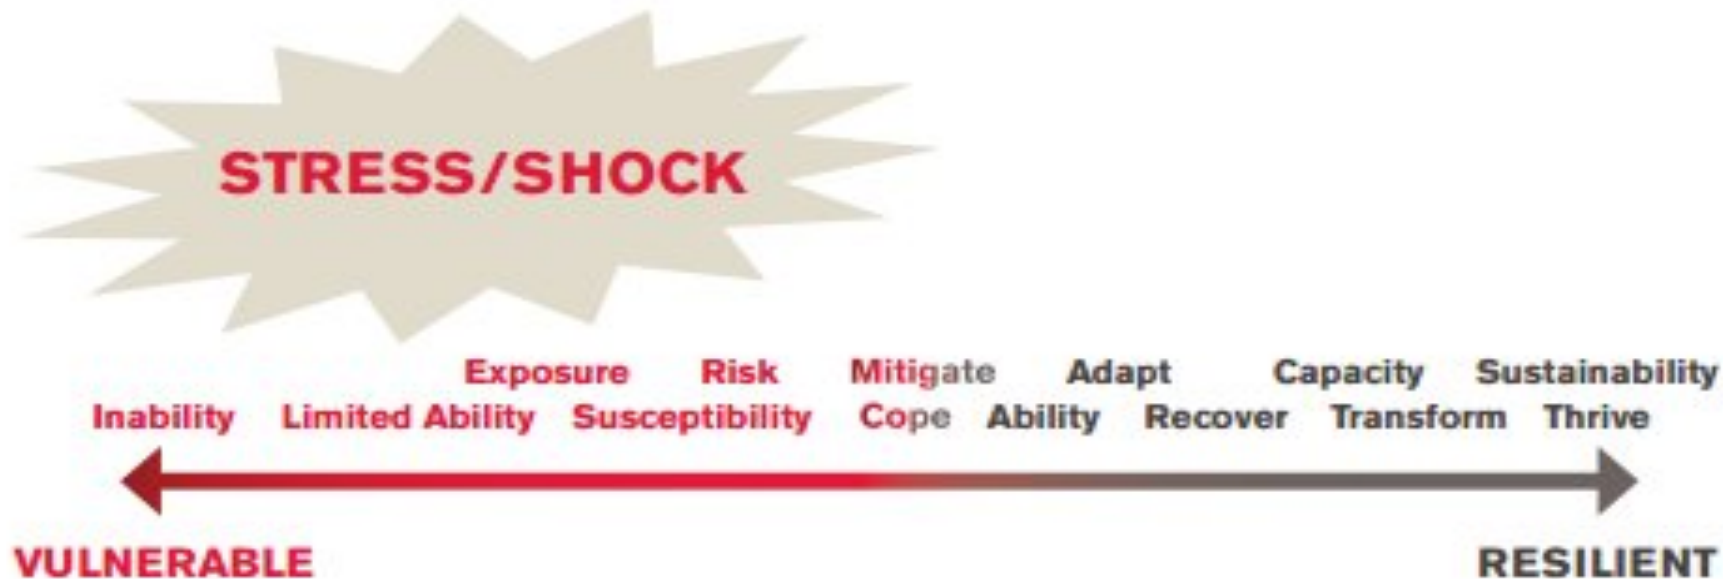 STRESS/SHOCK
Exposure Risk Mitigate Adapt Capacity Sustainability
Inability Limited Ability Susceptibility Cope Ability Recover Transform Thrive
VULNERABLE RESILIENT